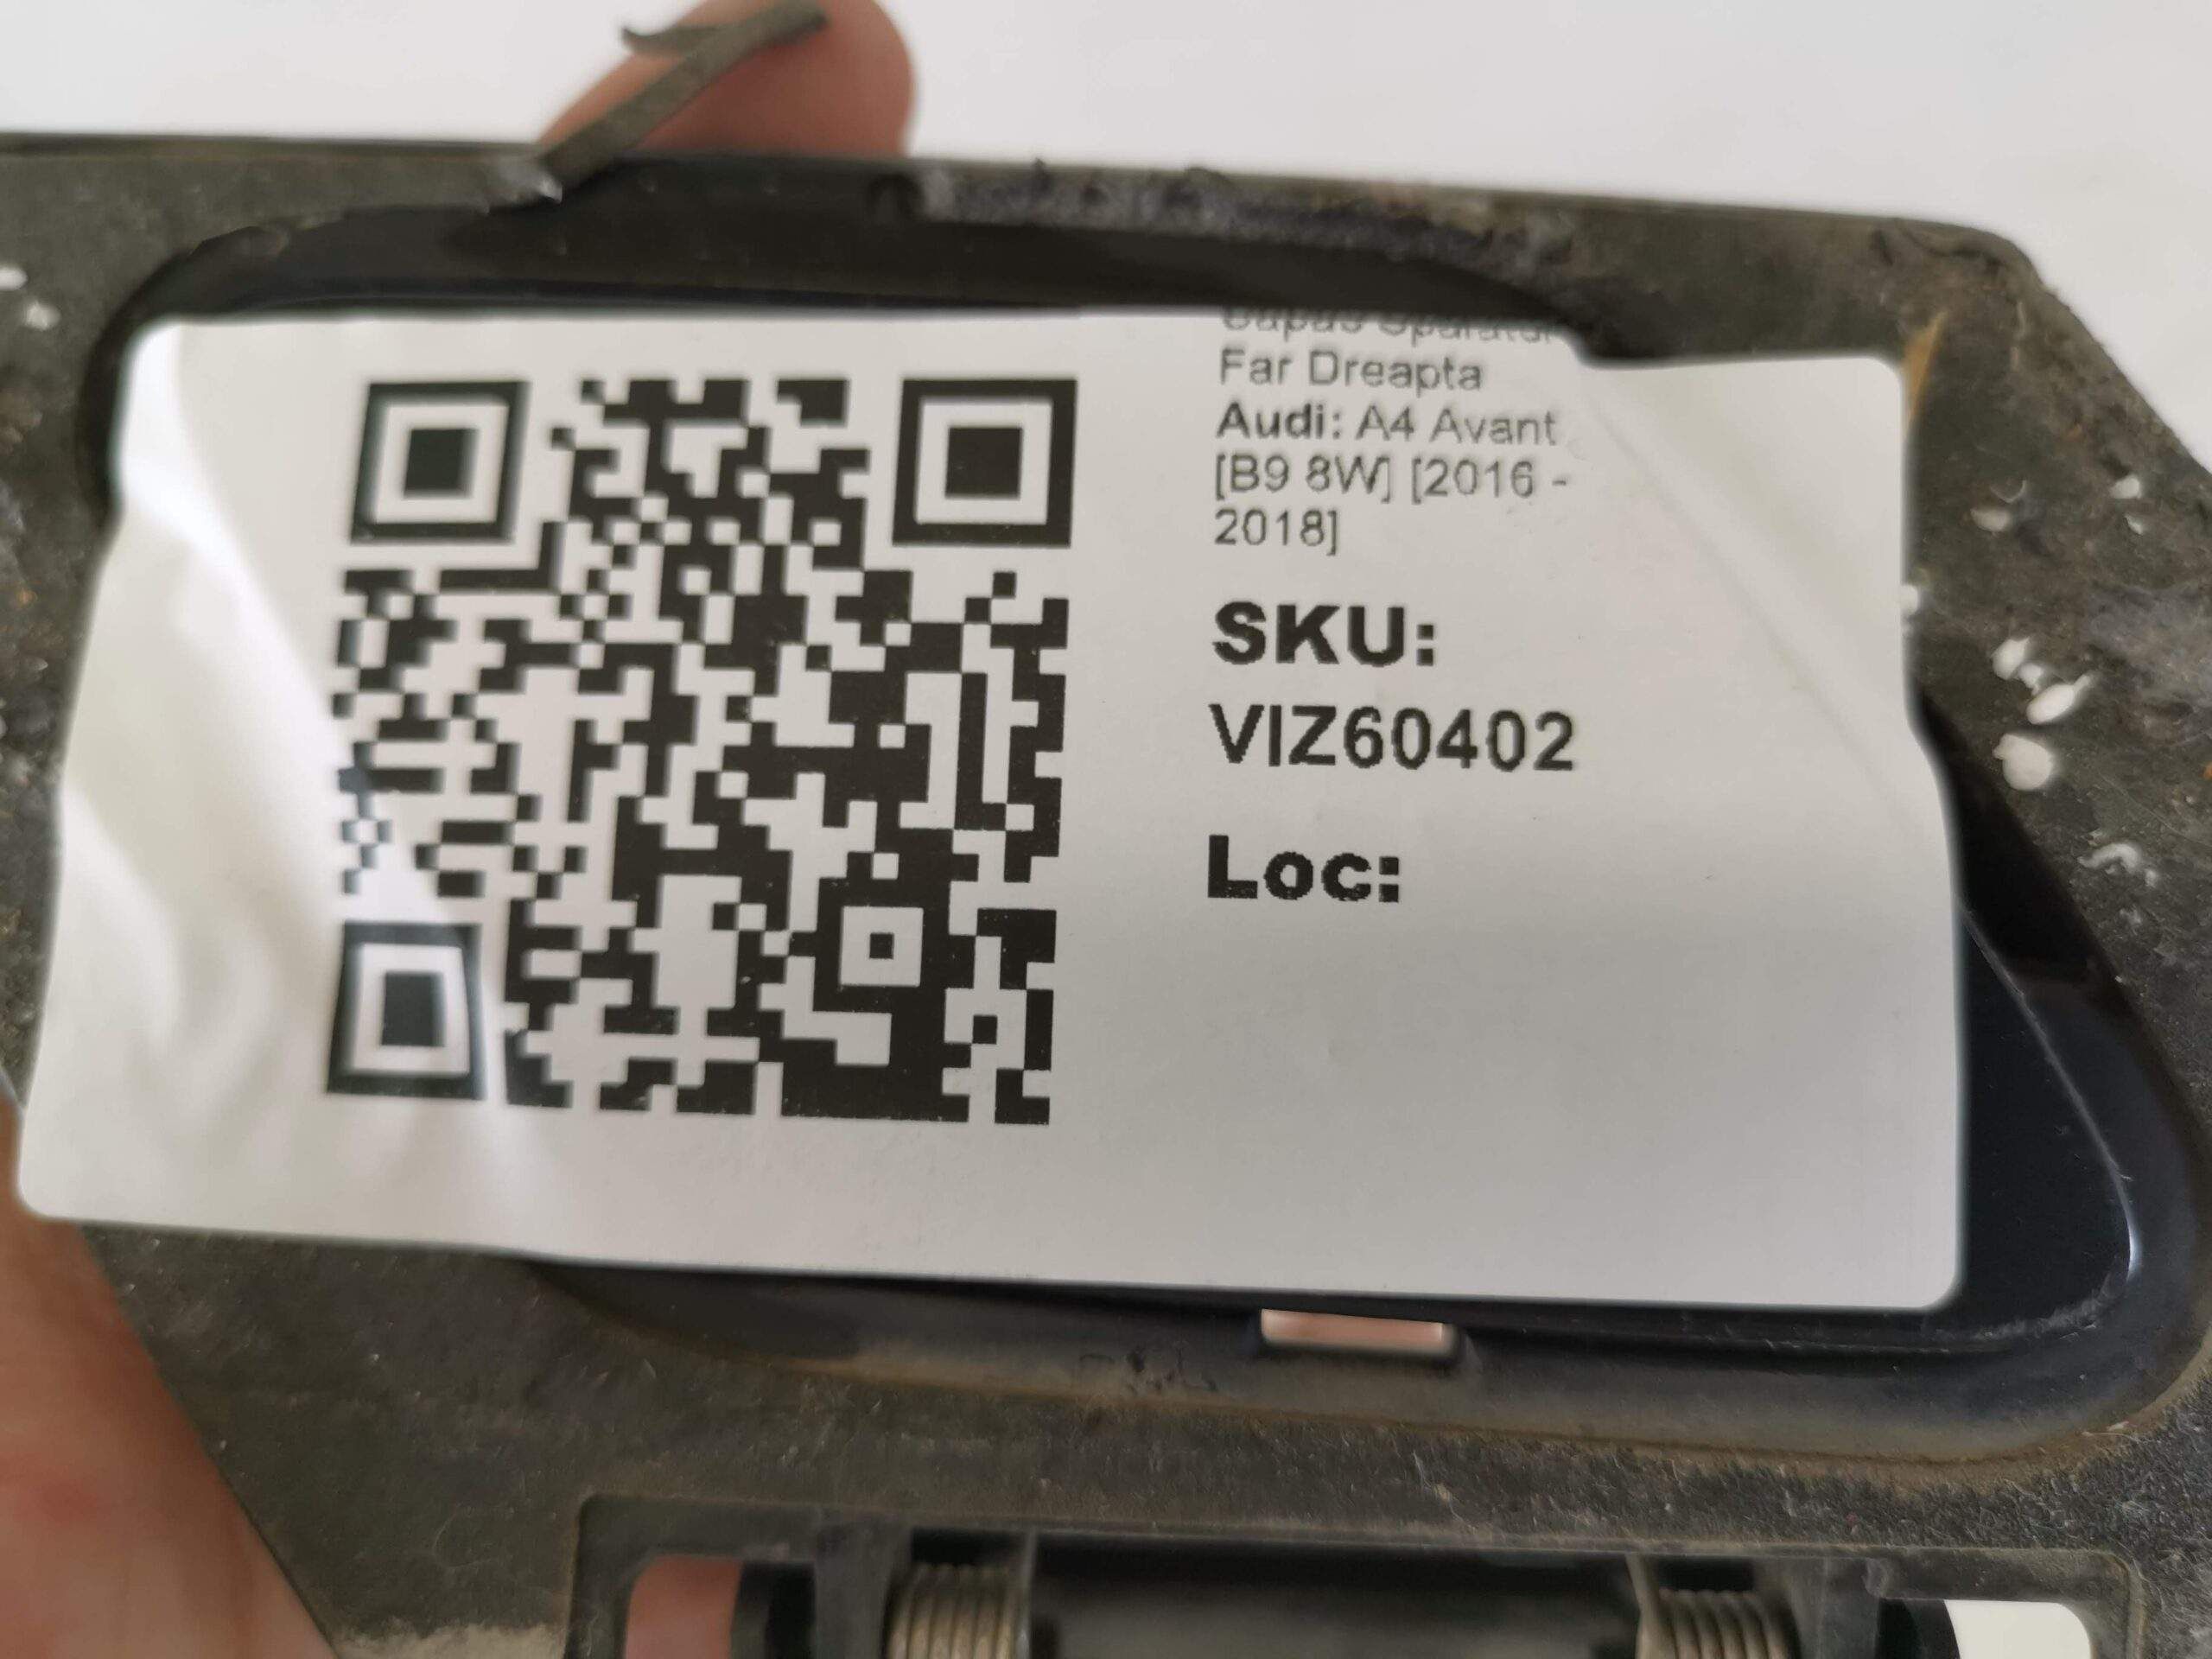 Far Dreapta
Audi: A4 Avant
[B9 8W] [2016 -
2018]
SKU:
VIZ60402
Loc: